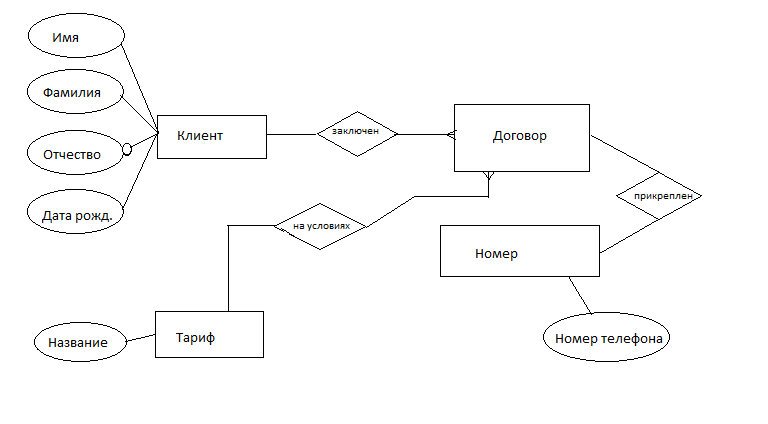 Имя
Фамилия
Отчество
Дата рожд.
Клиент
заключен
Договор
прикреплен
на условиях
Номер
Номер телефона
Тариф
Название